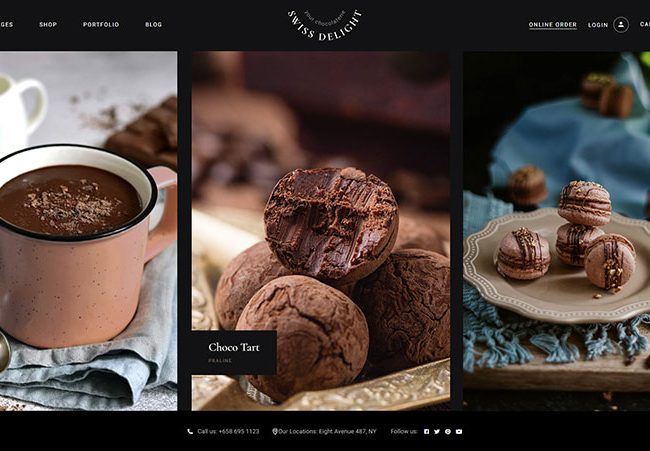 GES SHOP PORTFOLIO BLOG
your chocolaterie
SWISS DELIGHT
ONLINE ORDER LOGIN CA
Choco Tart
PRALINE
Call us: +658 695 1123 Our Locations: Eight Avenue 487, NY Follow us: